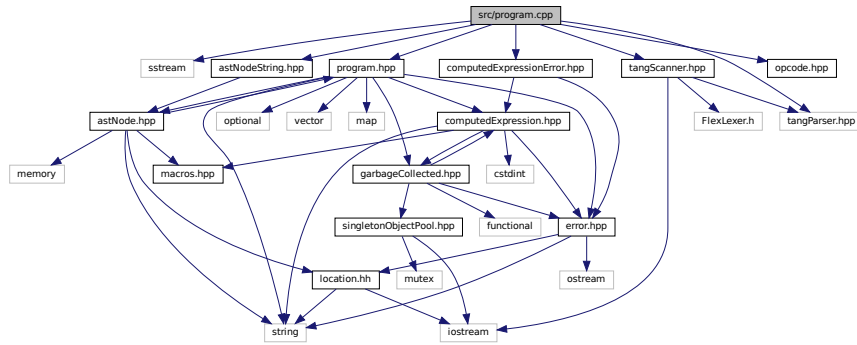 src/program.cpp
sstream
astNodeString.hpp
program.hpp
computedExpressionError.hpp
tangScanner.hpp
opcode.hpp
astNode.hpp
optional
vector
map
computedExpression.hpp
FlexLexer.h
tangParser.hpp
memory
macros.hpp
garbageCollected.hpp
cstdint
singletonObjectPool.hpp
functional
error.hpp
location.hh
mutex
ostream
string
iostream